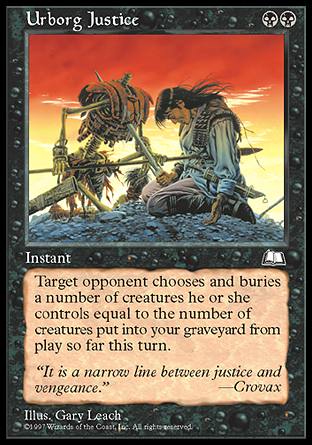 Urborg Justice
Instant
Target opponent chooses and buries
a number of creatures he or she
controls equal to the number of
creatures put into your graveyard from
play so far this turn.
“It is a narrow line between justice and
vengeance.” —Crovax
Illus. Gary Leach
©1997 Wizards of the Coast, Inc. All rights reserved.